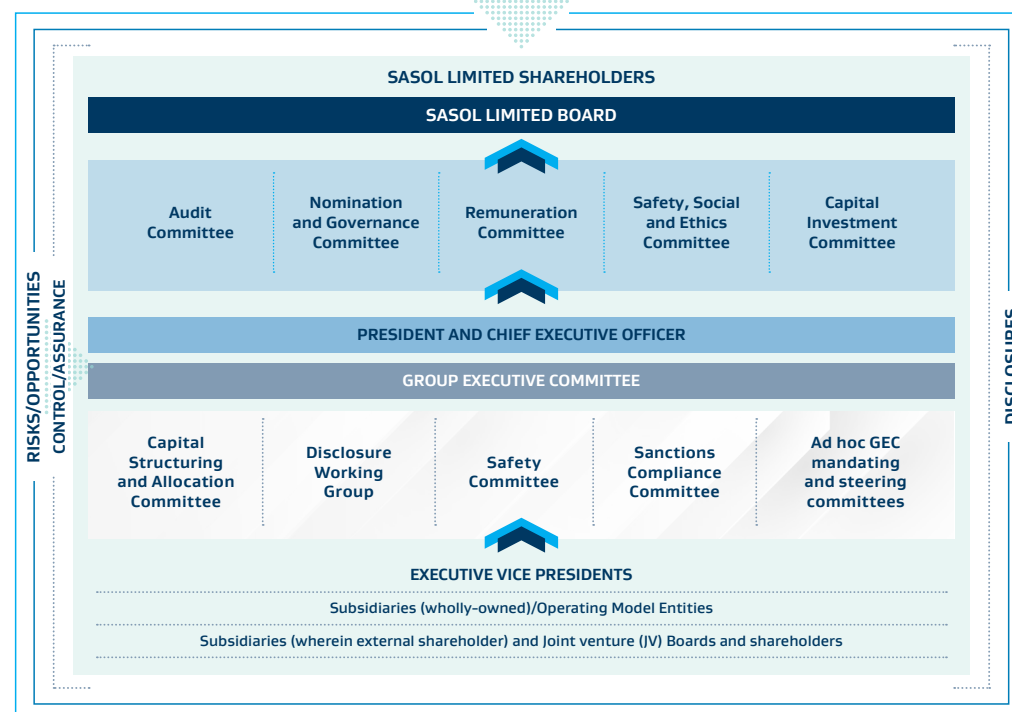 SASOL LIMITED SHAREHOLDERS
SASOL LIMITED BOARD
Audit
Committee
Nomination
and Governance
Committee
Remuneration
Committee
Safety, Social
and Ethics
Committee
Capital
Investment
Committee
RISKS/OPPORTUNITIES
CONTROL/ASSURANCE
PRESIDENT AND CHIEF EXECUTIVE OFFICER
GROUP EXECUTIVE COMMITTEE
Capital
Structuring
and Allocation
Committee
Disclosure
Working
Group
Safety
Committee
Sanctions
Compliance
Committee
Ad hoc GEC
mandating
and steering
committees
DISCLOSURES
EXECUTIVE VICE PRESIDENTS
Subsidiaries (wholly-owned)/Operating Model Entities
Subsidiaries (wherein external shareholder) and Joint venture (JV) Boards and shareholders